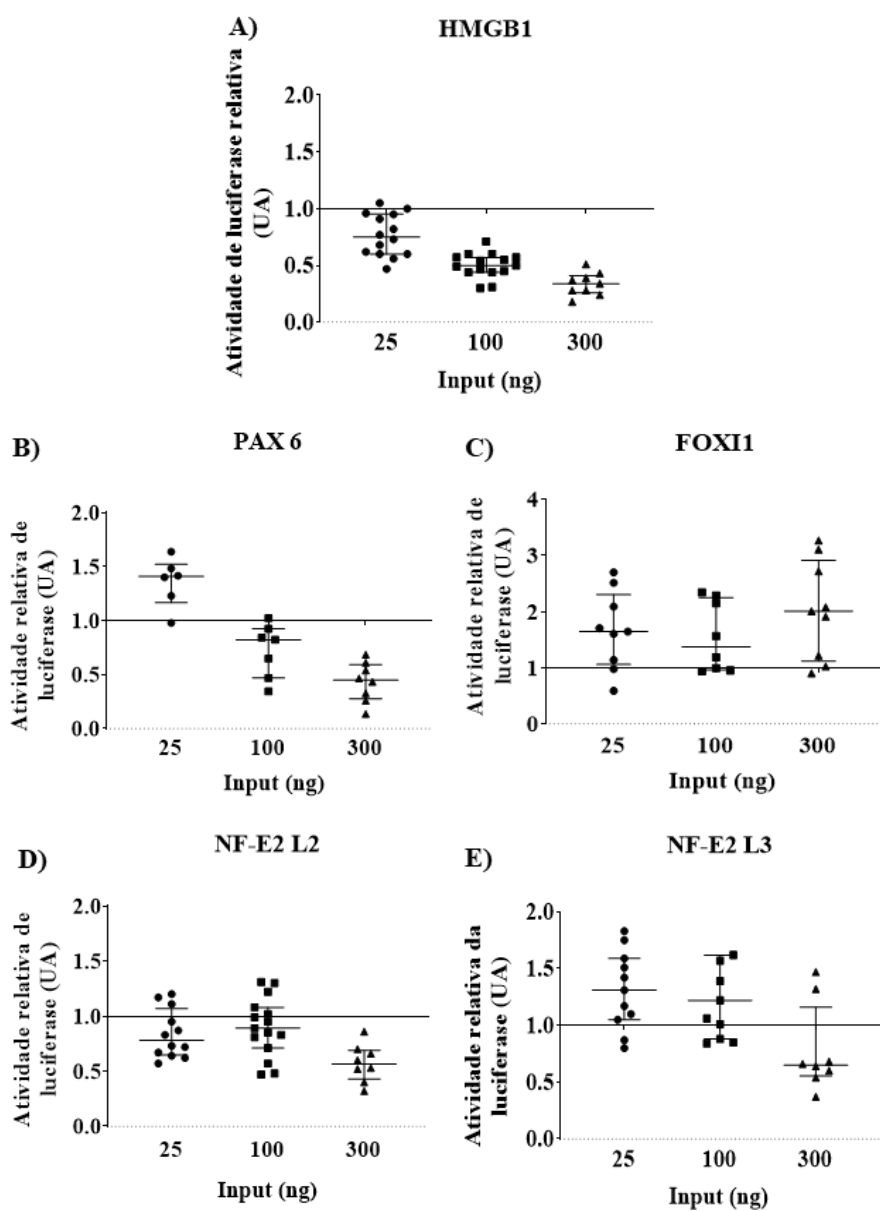 A)
HMGB1
Atividade de luciferase relativa
(UA)
2.0
1.5
1.0
0.5
0.0
25 100 300
Input (ng)
B)
PAX 6
Atividade relativa de
luciferase (UA)
2.0
1.5
1.0
0.5
0.0
25 100 300
Input (ng)
C)
FOXI1
Atividade relativa de
luciferase (UA)
4
3
2
1
0
25 100 300
Input (ng)
D)
NF-E2 L2
Atividade relativa de
luciferase (UA)
2.0
1.5
1.0
0.5
0.0
25 100 300
Input (ng)
E)
NF-E2 L3
Atividade relativa da
luciferase (UA)
2.0
1.5
1.0
0.5
0.0
25 100 300
Input (ng)